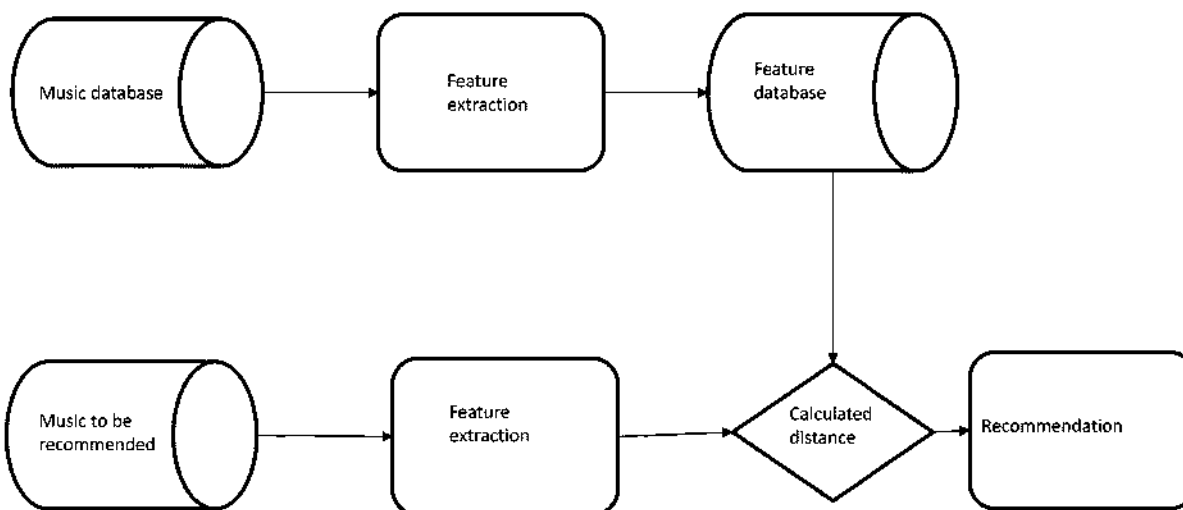 Music database
Feature
extraction
Feature
database
Music to be
recommended
Feature
extraction
Calculated
distance
Recommendation